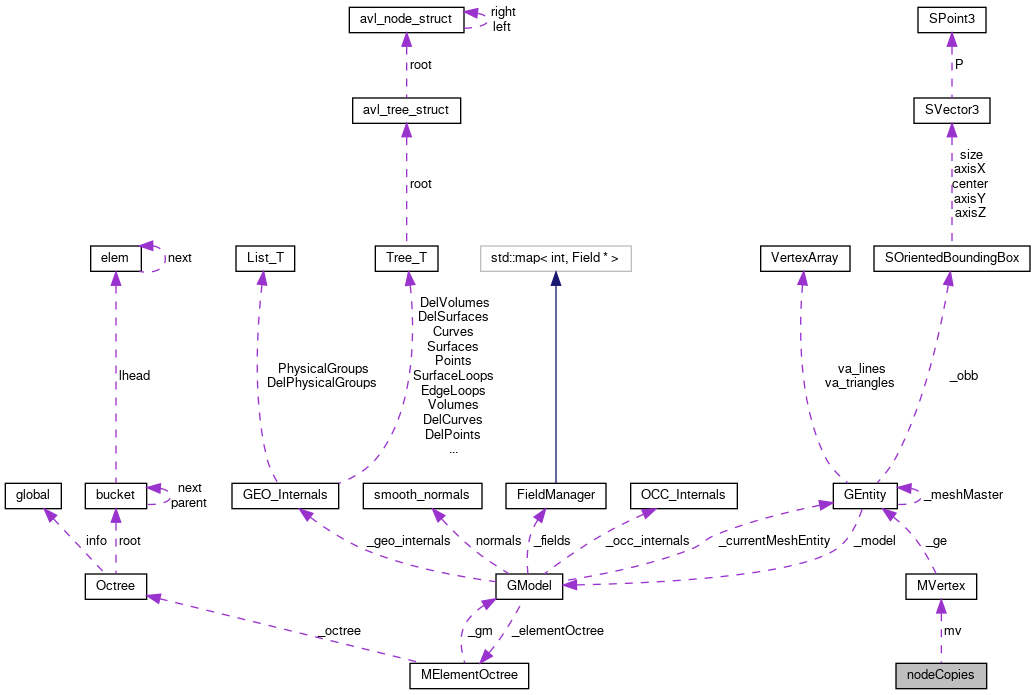 avl_node_struct
right
left
SPoint3
root
P
avl_tree_struct
SVector3
root
size
axisX
center
axisY
axisZ
elem
next
List_T
Tree_T
std::map< int, Field * >
VertexArray
SOrientedBoundingBox
lhead
PhysicalGroups
DelPhysicalGroups
DelVolumes
DelSurfaces
Curves
Surfaces
Points
SurfaceLoops
EdgeLoops
Volumes
DelCurves
DelPoints
...
va_lines
va_triangles
_obb
global
bucket
next
parent
GEO_Internals
smooth_normals
FieldManager
OCC_Internals
GEntity
_meshMaster
info
root
_geo_internals
normals
_fields
_occ_internals
_currentMeshEntity
_model
_ge
Octree
GModel
MVertex
_octree
_gm
_elementOctree
mv
MElementOctree
nodeCopies